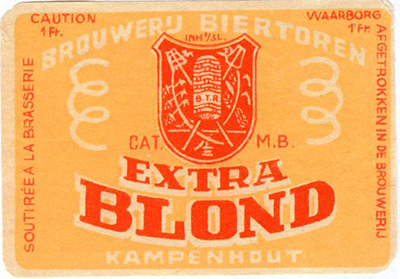 CAUTION
1 Fr.
WAARBORG
1 Fr.
BROUWERIJ BIERTOREN
INH 1/3L.
B.T.R
CAT. M.B.
EXTRA
BLOND
KAMPENHOUT
SOUTIRÉE A LA BRASSERIE
AFGETROKKEN IN DE BROUWERIJ